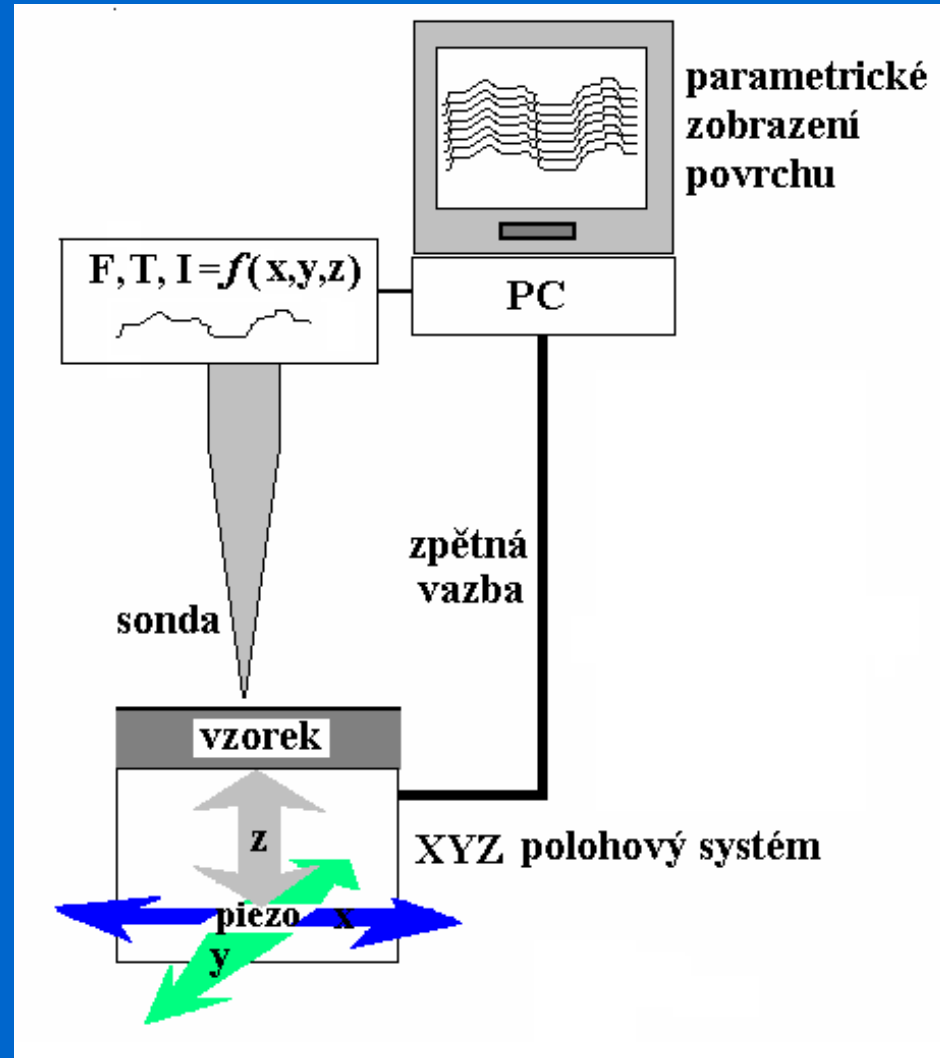 parametrické
zobrazení
povrchu
F, T, I=f(x,y,z)
PC
zpětná
vazba
sonda
vzorek
z
XYZ polohový systém
piezo x
y